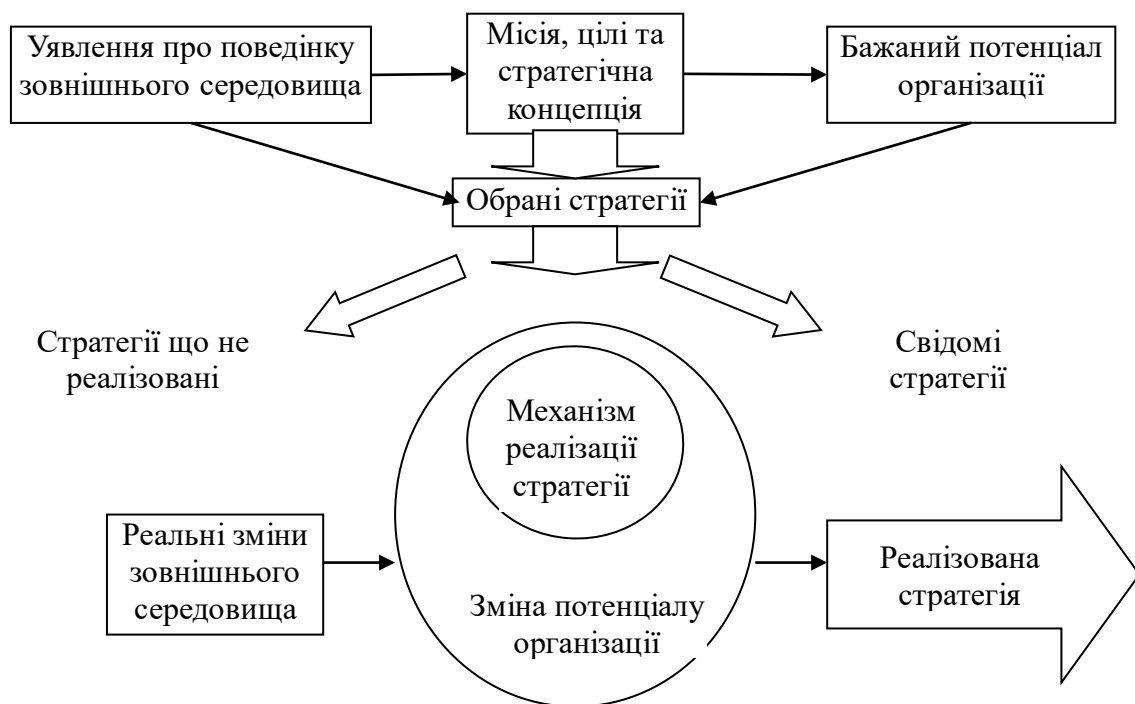 Уявлення про поведінку
зовнішнього середовища
Місія, цілі та
стратегічна
концепція
Бажаний потенціал
організації
Обрані стратегії
Стратегії що не
реалізовані
Свідомі
стратегії
Механізм
реалізації
стратегії
Реальні зміни
зовнішнього
середовища
Зміна потенціалу
організації
Реалізована
стратегія